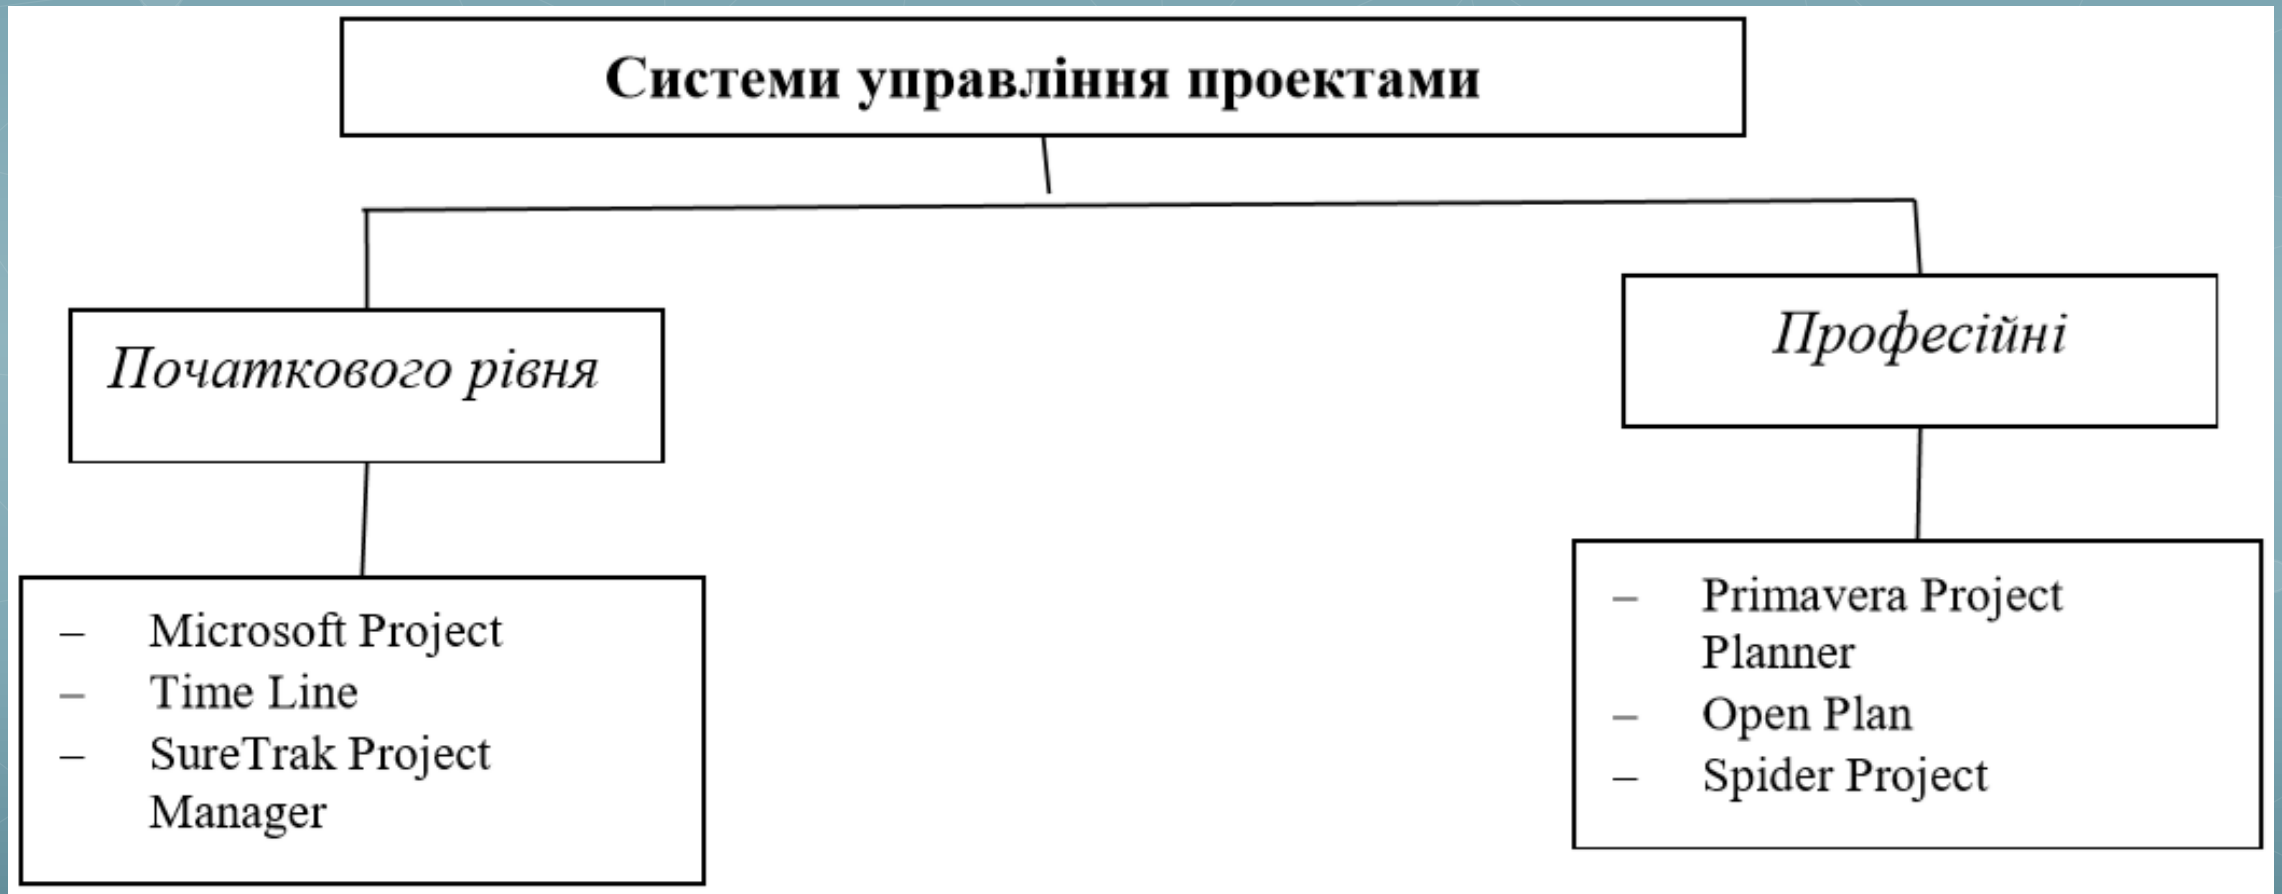 Системи управління проектами
Початкового рівня
– Microsoft Project
– Time Line
– SureTrak Project
Manager
Професійні
– Primavera Project
Planner
– Open Plan
– Spider Project